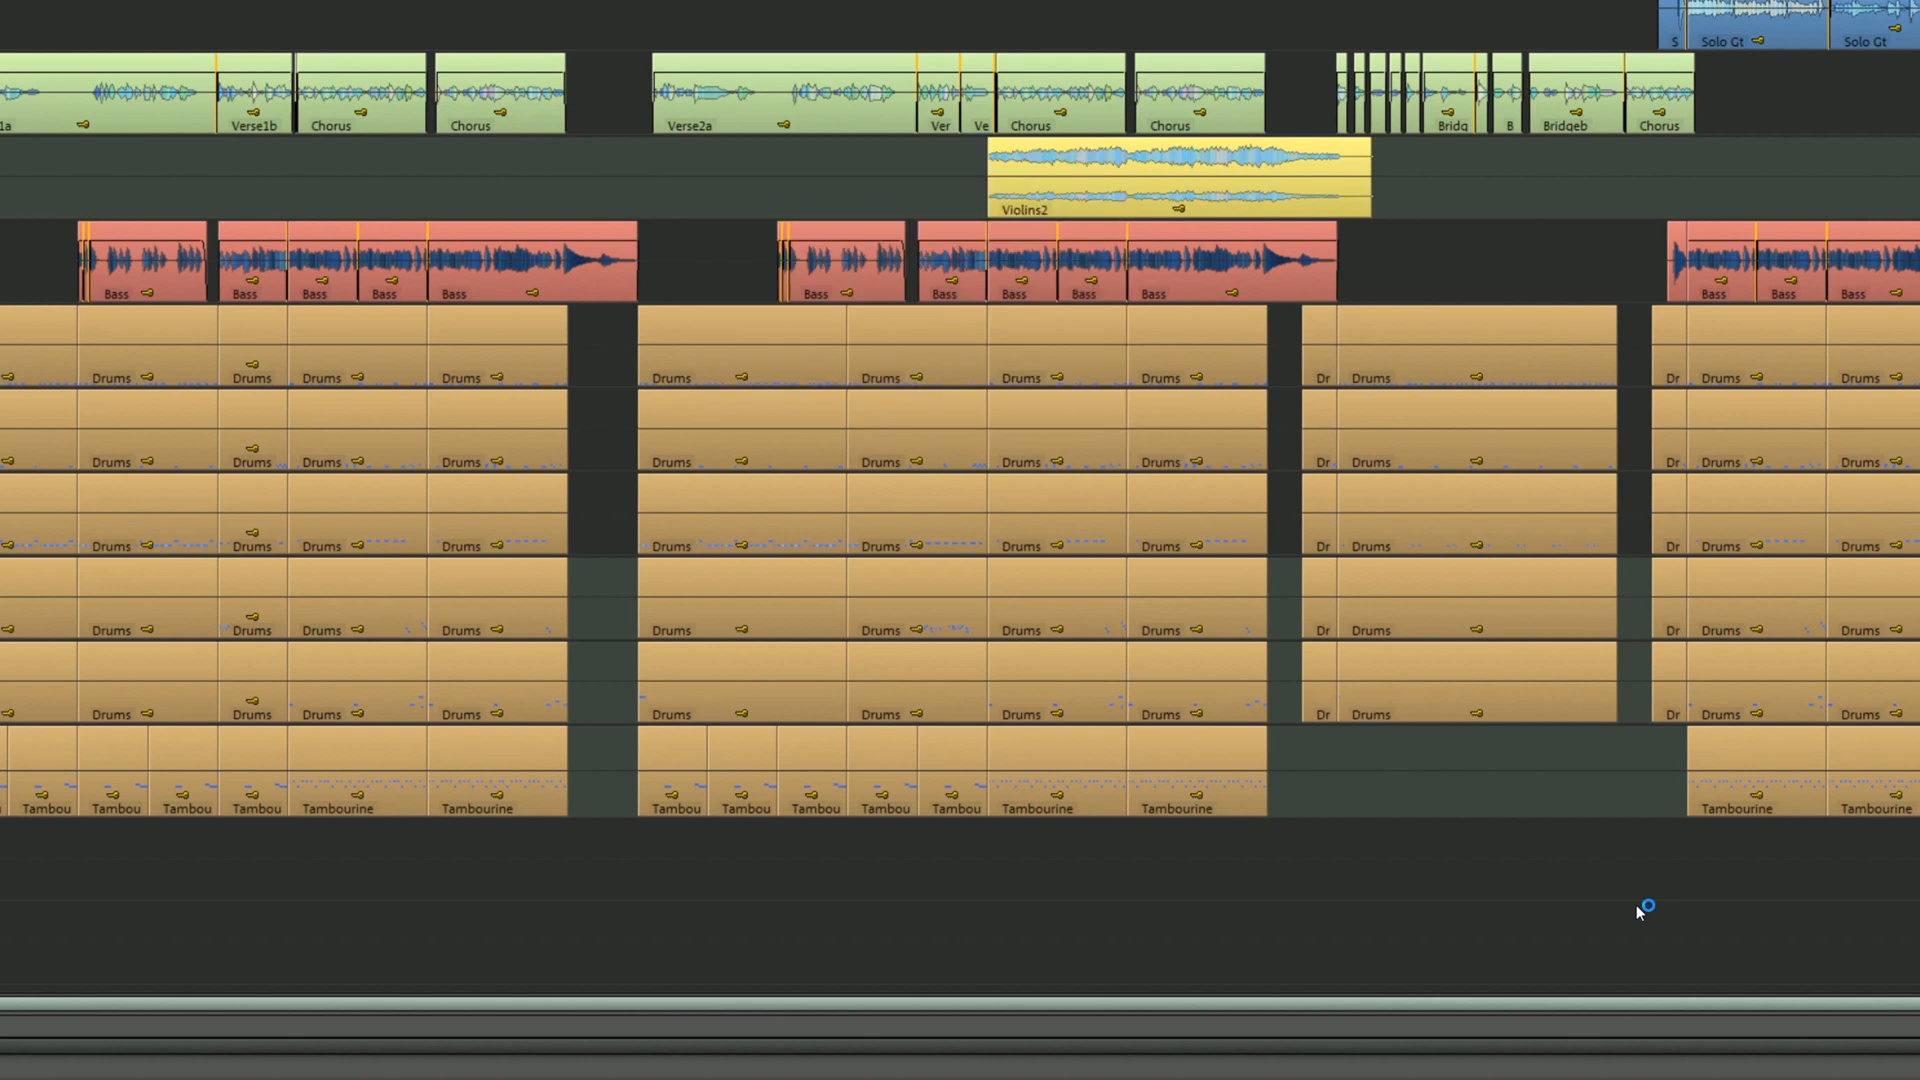 S Solo Gt Solo Gt
1a Verse1b Chorus Chorus Verse2a Ver Ve Chorus Chorus Bridg B Bridgeb Chorus
Violins2
Bass Bass Bass Bass Bass Bass Bass Bass Bass Bass Bass Bass Bass
Drums Drums Drums Drums Drums Drums Drums Drums Dr Drums Dr Drums Drums
Drums Drums Drums Drums Drums Drums Drums Drums Dr Drums Dr Drums Drums
Drums Drums Drums Drums Drums Drums Drums Drums Dr Drums Dr Drums Drums
Drums Drums Drums Drums Drums Drums Drums Drums Dr Drums Dr Drums Drums
Drums Drums Drums Drums Drums Drums Drums Drums Dr Drums Dr Drums Drums
Tambou Tambou Tambou Tambou Tambourine Tambourine Tambou Tambou Tambou Tambou Tambou Tambourine Tambourine Tambourine Tambourine